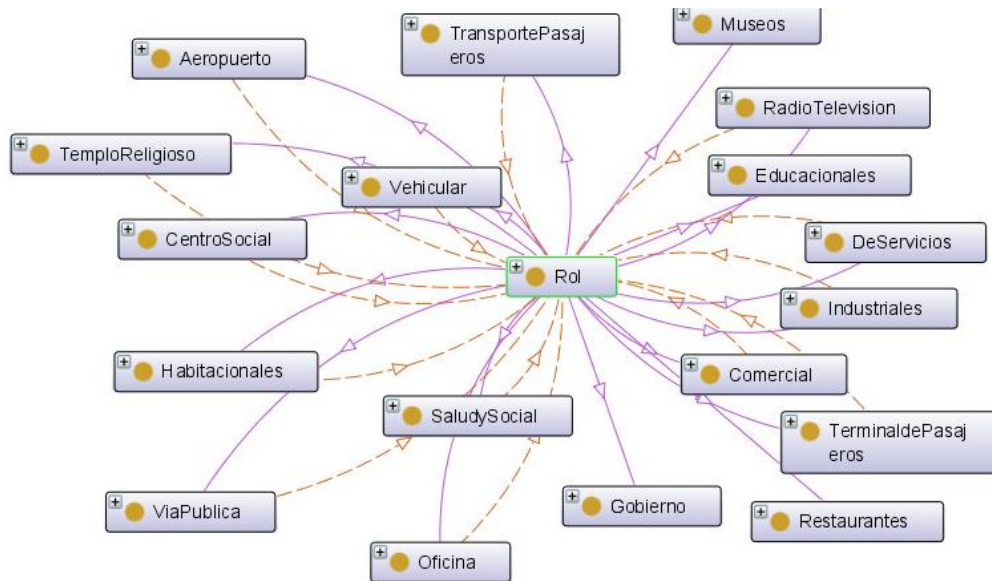 Museos
TransportePasaj
eros
Aeropuerto
RadioTelevision
TemploReligioso
Educacionales
Vehicular
CentroSocial
DeServicios
Rol
Industriales
Habitacionales
Comercial
SaludySocial
TerminaldePasaj
eros
ViaPublica
Gobierno
Restaurantes
Oficina